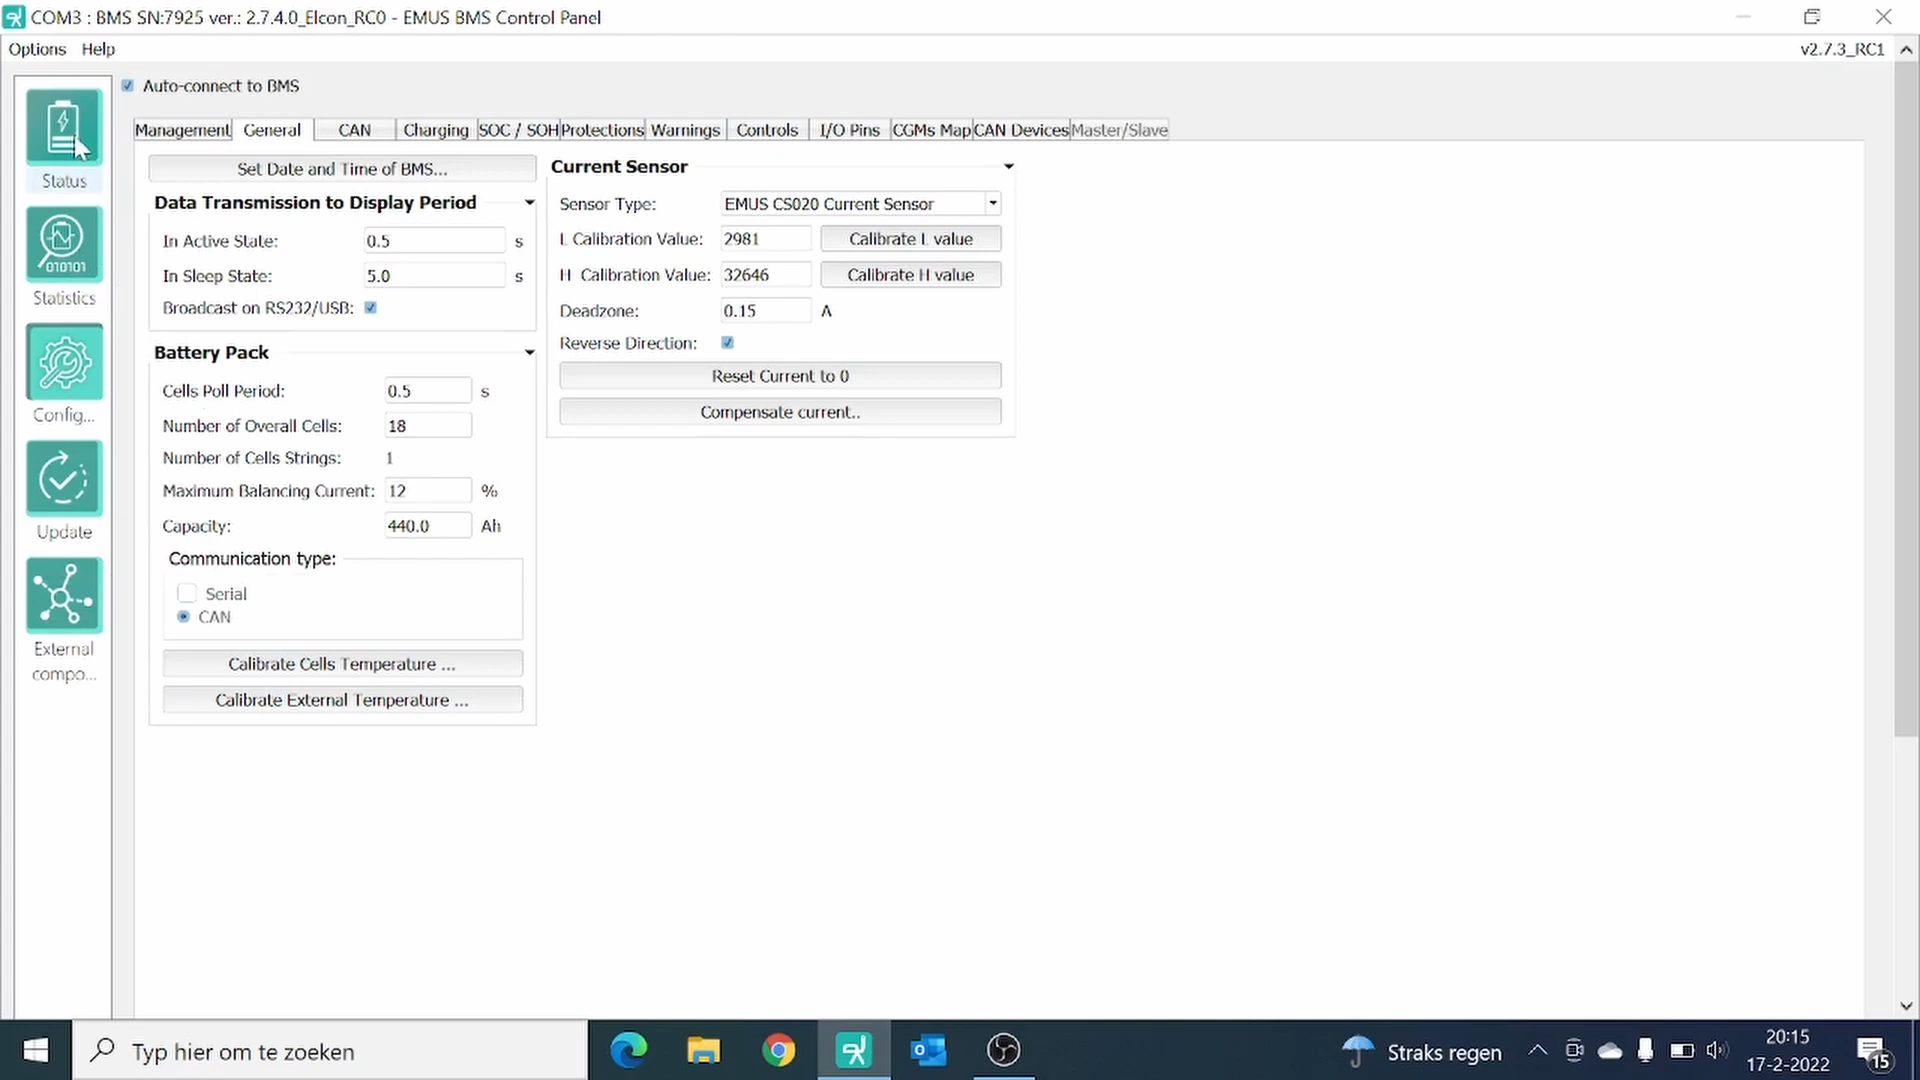 COM3 : BMS SN:7925 ver.: 2.7.4.0_Elcon_RC0 - EMUS BMS Control Panel
Options Help
v2.7.3_RC1
Auto-connect to BMS
Management General CAN Charging SOC / SOH Protections Warnings Controls I/O Pins CGMs Map CAN Devices Master/Slave
Status
010101
Statistics
Config...
Update
External
compo...
Set Date and Time of BMS...
Data Transmission to Display Period
In Active State: 0.5 s
In Sleep State: 5.0 s
Broadcast on RS232/USB:
Battery Pack
Cells Poll Period: 0.5 s
Number of Overall Cells: 18
Number of Cells Strings: 1
Maximum Balancing Current: 12 %
Capacity: 440.0 Ah
Communication type:
Serial
CAN
Calibrate Cells Temperature ...
Calibrate External Temperature ...
Current Sensor
Sensor Type: EMUS CS020 Current Sensor
L Calibration Value: 2981 Calibrate L value
H Calibration Value: 32646 Calibrate H value
Deadzone: 0.15 A
Reverse Direction:
Reset Current to 0
Compensate current..
Typ hier om te zoeken
Straks regen
20:15
17-2-2022
15